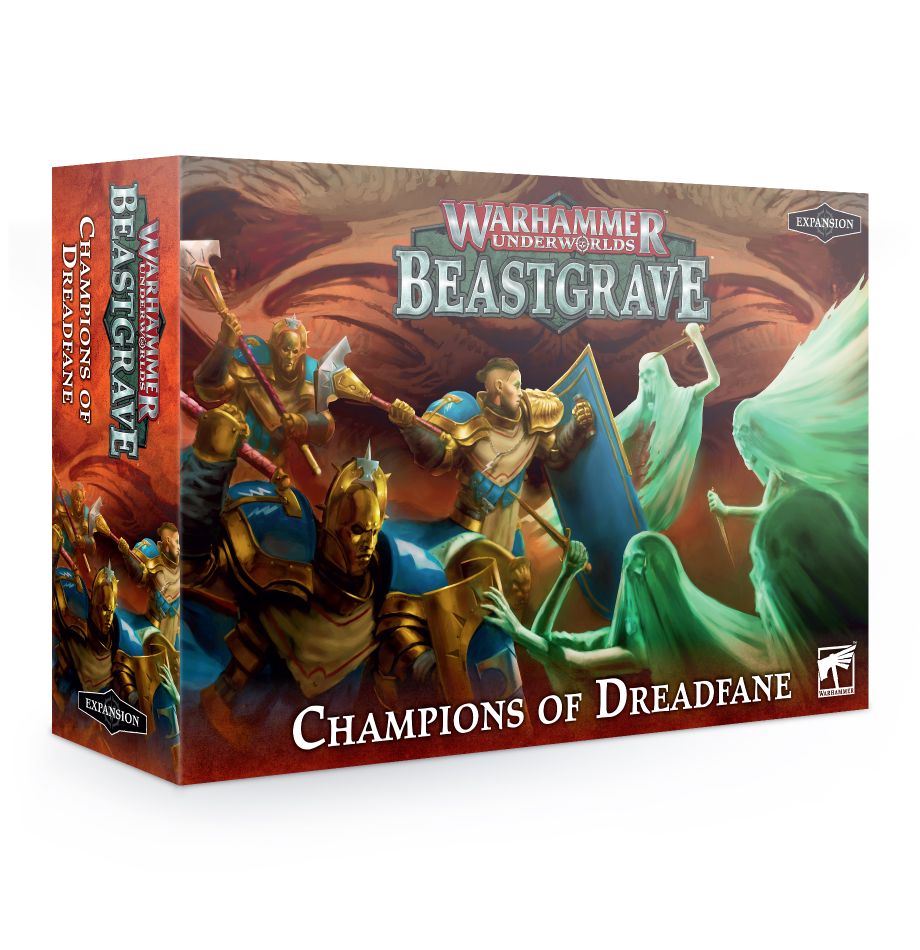 WARHAMMER
UNDERWORLDS
BEASTGRAVE
EXPANSION
CHAMPIONS OF DREADFANE
WARHAMMER
WARHAMMER
UNDERWORLDS
BEASTGRAVE
CHAMPIONS OF
DREADFANE
EXPANSION